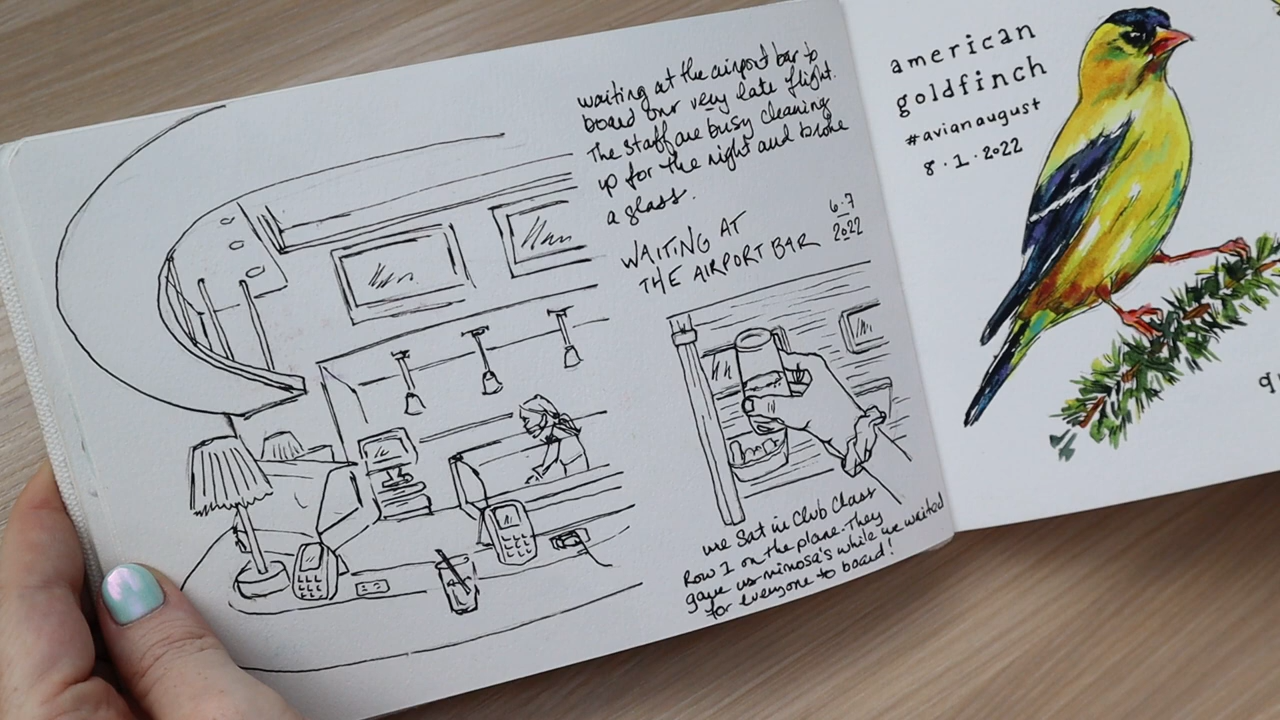 waiting at the airport bar to
board our very late flight.
The staff are busy cleaning
up for the night and broke
a glass.
WAITING AT
THE AIRPORT BAR
6.7
2022
we sat in Club Class
Row 1 on the plane. They
gave us mimosa's while we waited
for everyone to board!
american
goldfinch
#avianaugust
8.1.2022